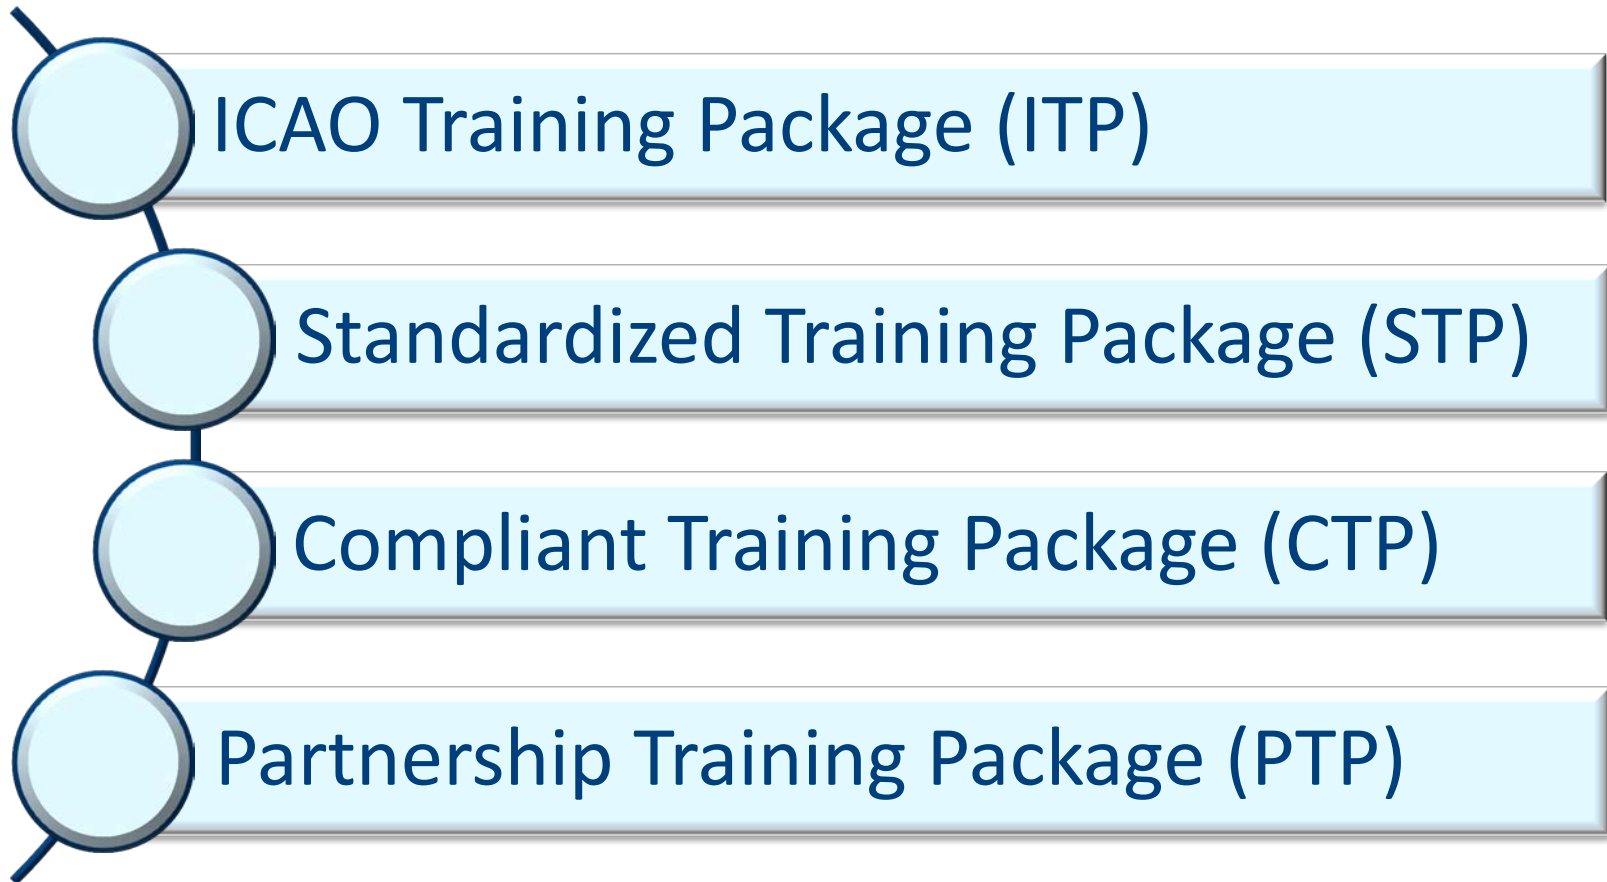 ICAO Training Package (ITP)
Standardized Training Package (STP)
Compliant Training Package (CTP)
Partnership Training Package (PTP)